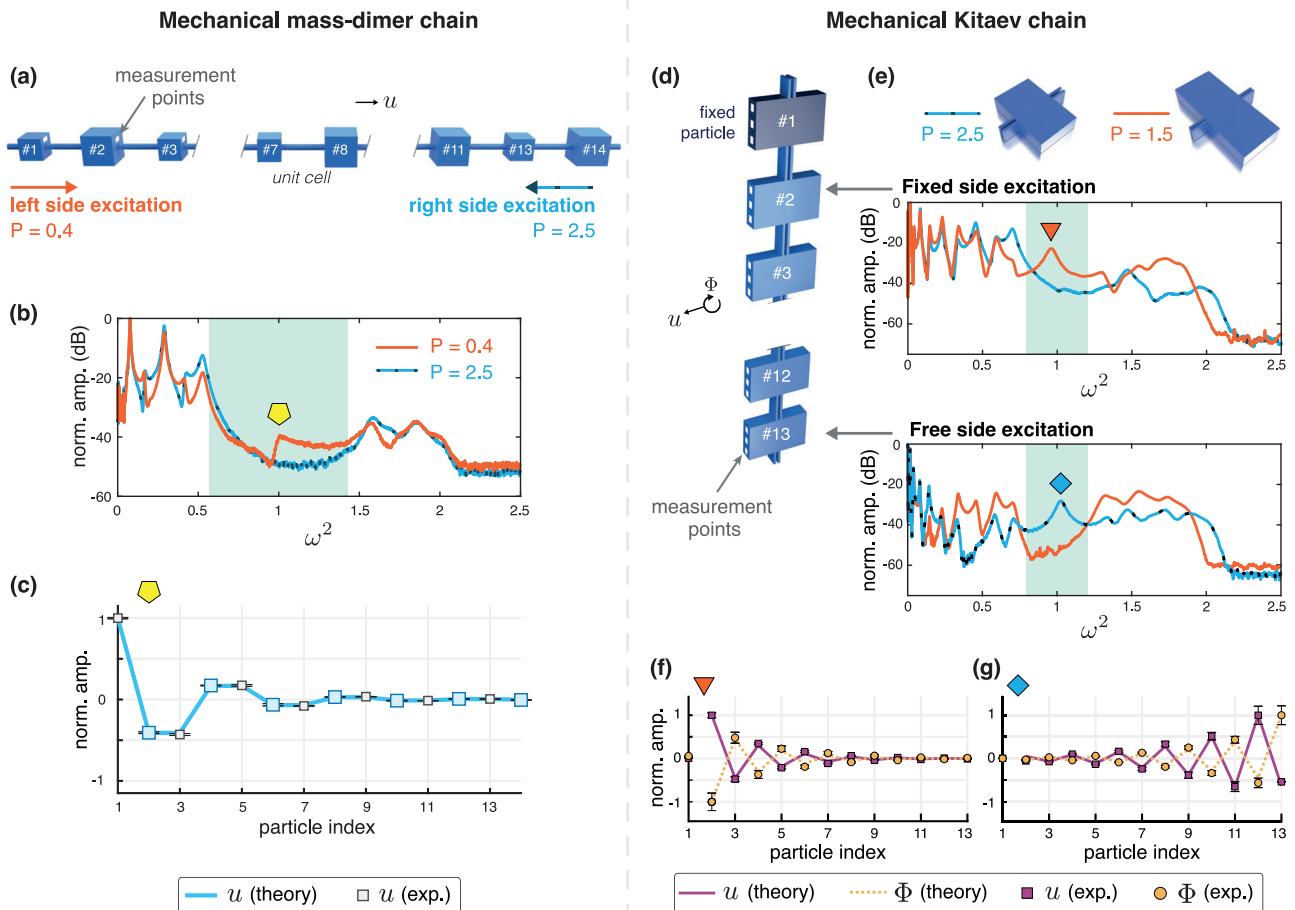 Mechanical mass-dimer chain
(a)
measurement
points
u
#1
#2
#3
#7
#8
#11
#13
#14
unit cell
left side excitation
P = 0.4
right side excitation
P = 2.5
(b)
norm. amp. (dB)
0
-20
-40
-60
P = 0.4
P = 2.5
0 0.5 1 1.5 2 2.5
ω²
(c)
norm. amp.
1
0
-1
1 3 5 7 9 11 13
particle index
u (theory) u (exp.)
Mechanical Kitaev chain
(d)
fixed
particle
#1
#2
#3
Φ
u
#12
#13
measurement
points
(e)
P = 2.5
P = 1.5
Fixed side excitation
norm. amp. (dB)
0
-20
-40
-60
0 0.5 1 1.5 2 2.5
ω²
Free side excitation
norm. amp. (dB)
0
-20
-40
-60
0 0.5 1 1.5 2 2.5
ω²
(f)
norm. amp.
1
0
-1
1 3 5 7 9 11 13
particle index
(g)
1
0
-1
1 3 5 7 9 11 13
particle index
u (theory) Φ (theory) u (exp.) Φ (exp.)